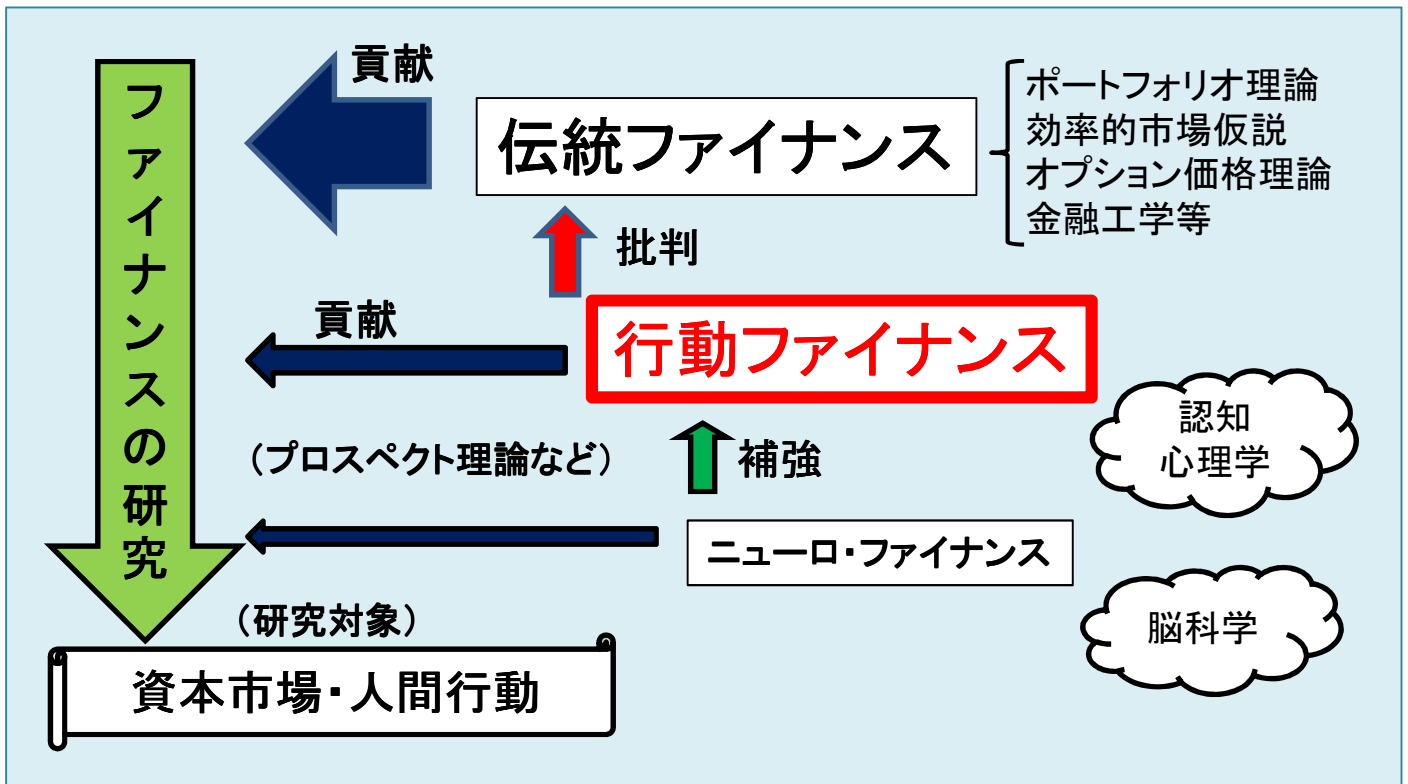 ファイナンスの研究
貢献
伝統ファイナンス
ポートフォリオ理論
効率的市場仮説
オプション価格理論
金融工学等
批判
貢献
行動ファイナンス
(プロスペクト理論など)
補強
認知
心理学
ニューロ・ファイナンス
脳科学
(研究対象)
資本市場・人間行動